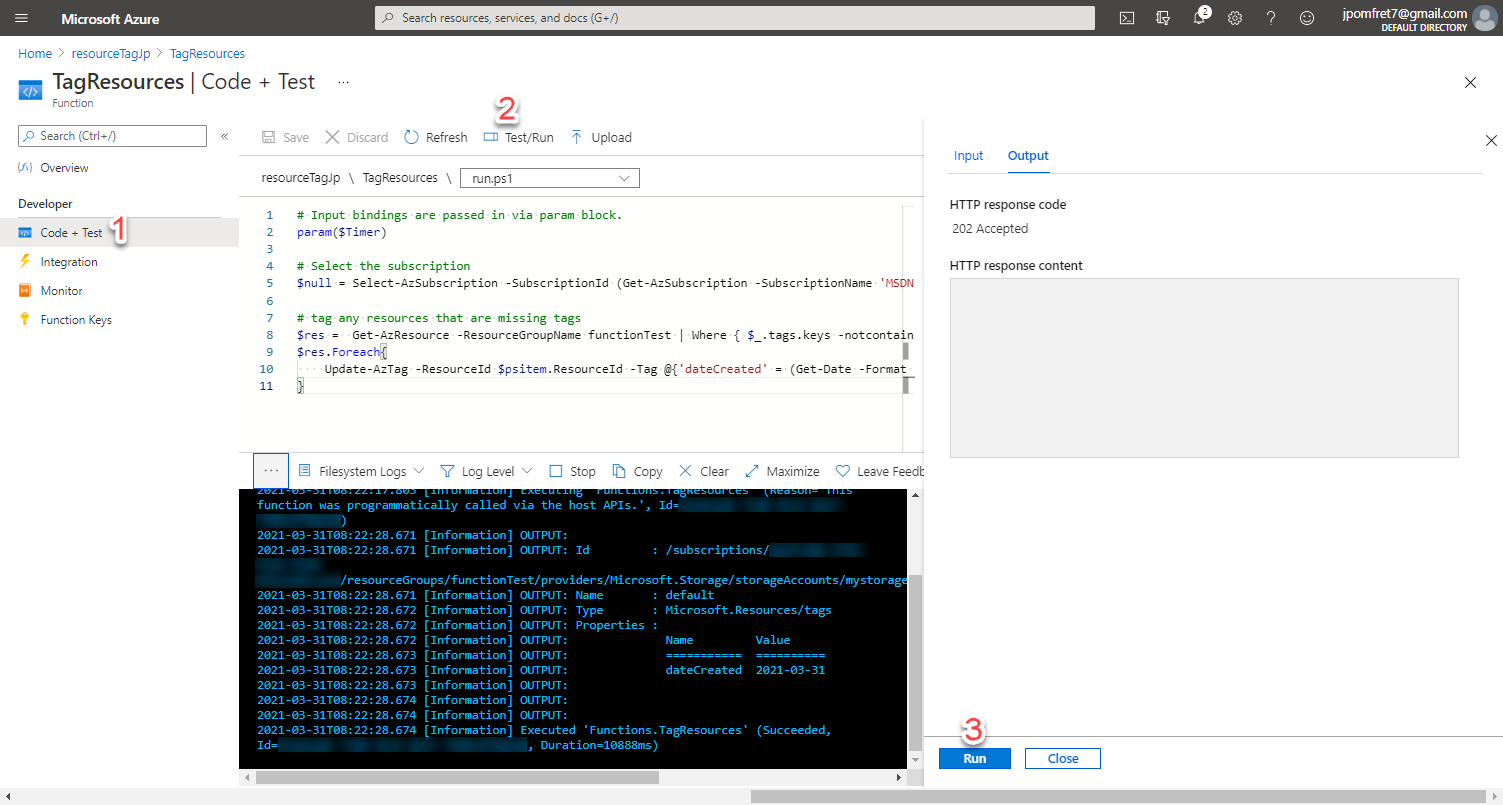 Microsoft Azure
Search resources, services, and docs (G+/)
2
jpomfret7@gmail.com
DEFAULT DIRECTORY
Home > resourceTagJp > TagResources
TagResources | Code + Test ...
Function
Search (Ctrl+/)
«
Overview
Developer
Code + Test
1
Integration
Monitor
Function Keys
2
Save
Discard
Refresh
Test/Run
Upload
resourceTagJp \ TagResources \ run.ps1
1 # Input bindings are passed in via param block.
2 param($Timer)
3
4 # Select the subscription
5 $null = Select-AzSubscription -SubscriptionId (Get-AzSubscription -SubscriptionName 'MSDN
6
7 # tag any resources that are missing tags
8 $res = Get-AzResource -ResourceGroupName functionTest | Where { $_.tags.keys -notcontain
9 $res.Foreach{
10 Update-AzTag -ResourceId $psitem.ResourceId -Tag @{'dateCreated' = (Get-Date -Format
11 }
...
Filesystem Logs
Log Level
Stop
Copy
Clear
Maximize
Leave Feedb
2021-03-31T08:22:17.805 [Information] Executing 'Functions.TagResources' (Reason='This
function was programmatically called via the host APIs.', Id=
)
2021-03-31T08:22:28.671 [Information] OUTPUT:
2021-03-31T08:22:28.671 [Information] OUTPUT: Id : /subscriptions/
/resourceGroups/functionTest/providers/Microsoft.Storage/storageAccounts/mystorage
2021-03-31T08:22:28.671 [Information] OUTPUT: Name : default
2021-03-31T08:22:28.672 [Information] OUTPUT: Type : Microsoft.Resources/tags
2021-03-31T08:22:28.672 [Information] OUTPUT: Properties :
2021-03-31T08:22:28.672 [Information] OUTPUT: Name Value
2021-03-31T08:22:28.673 [Information] OUTPUT: =========== ==========
2021-03-31T08:22:28.673 [Information] OUTPUT: dateCreated 2021-03-31
2021-03-31T08:22:28.673 [Information] OUTPUT:
2021-03-31T08:22:28.674 [Information] OUTPUT:
2021-03-31T08:22:28.674 [Information] OUTPUT:
2021-03-31T08:22:28.674 [Information] Executed 'Functions.TagResources' (Succeeded,
Id= , Duration=10888ms)
Input
Output
HTTP response code
202 Accepted
HTTP response content
3
Run
Close